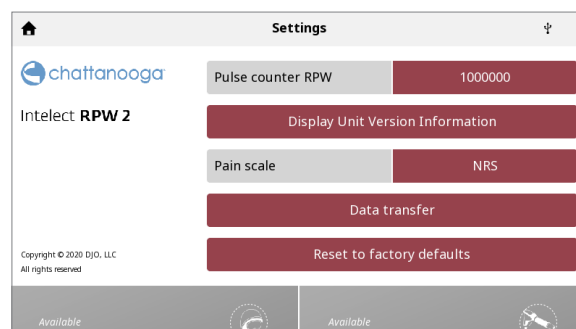 Settings
chattanooga
Pulse counter RPW 1000000
Intelect RPW 2
Display Unit Version Information
Pain scale NRS
Data transfer
Reset to factory defaults
Copyright © 2020 DJO, LLC
All rights reserved
Available Available